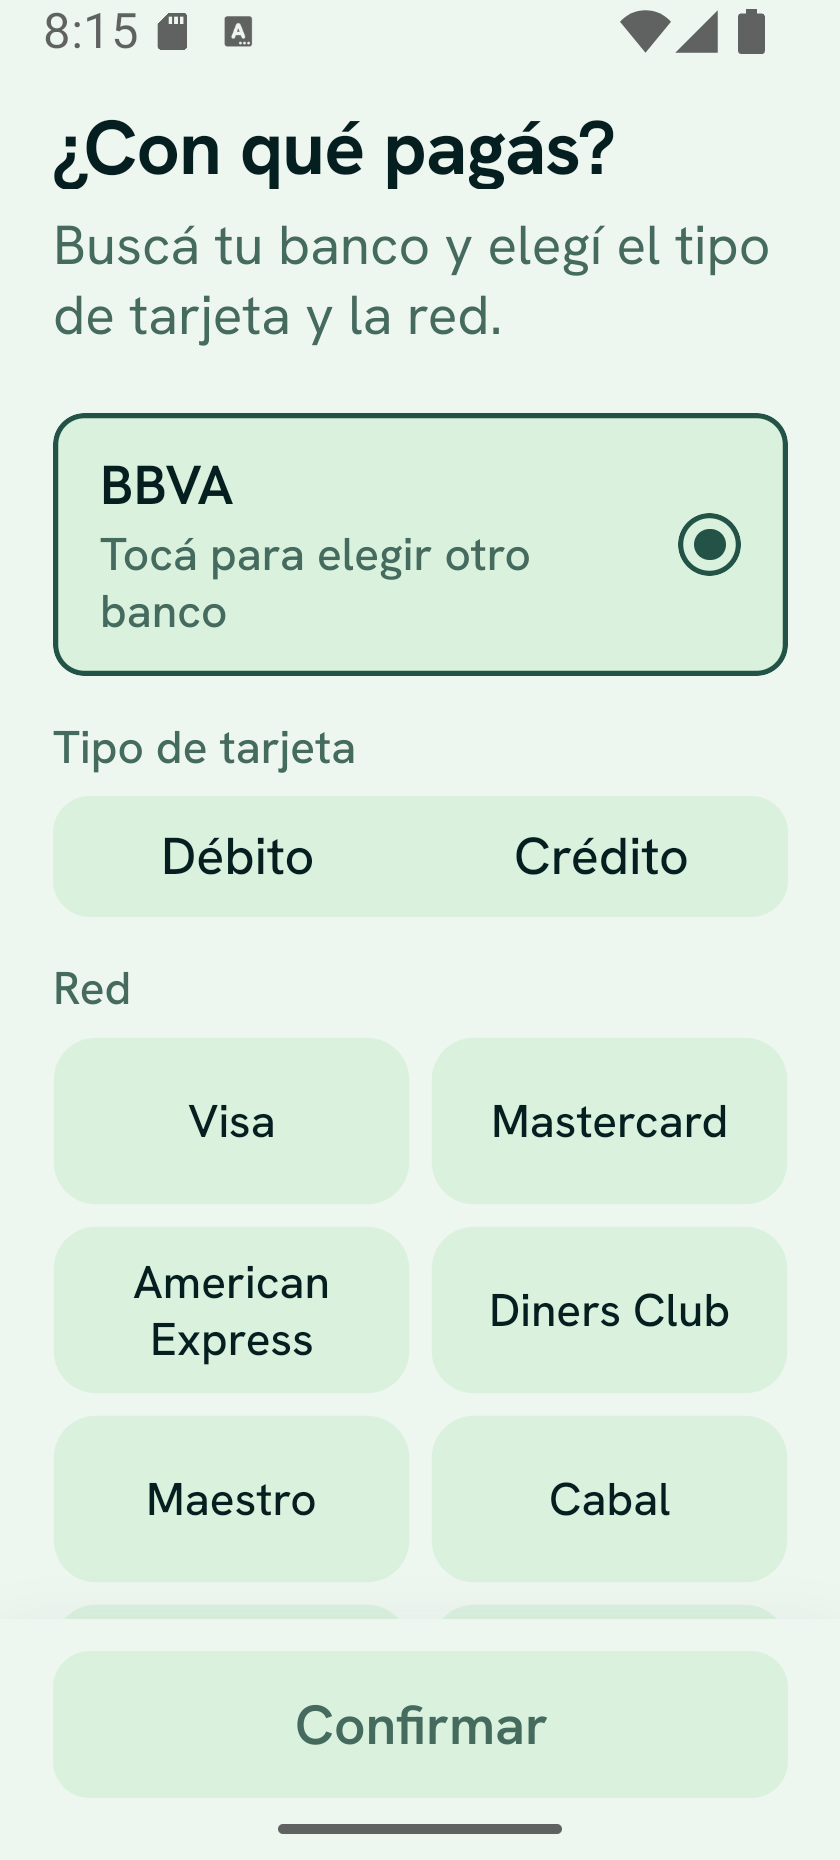 8:15
¿Con qué pagás?
Buscá tu banco y elegí el tipo
de tarjeta y la red.
BBVA
Tocá para elegir otro
banco
Tipo de tarjeta
Débito Crédito
Red
Visa Mastercard
American
Express
Diners Club
Maestro Cabal
Confirmar